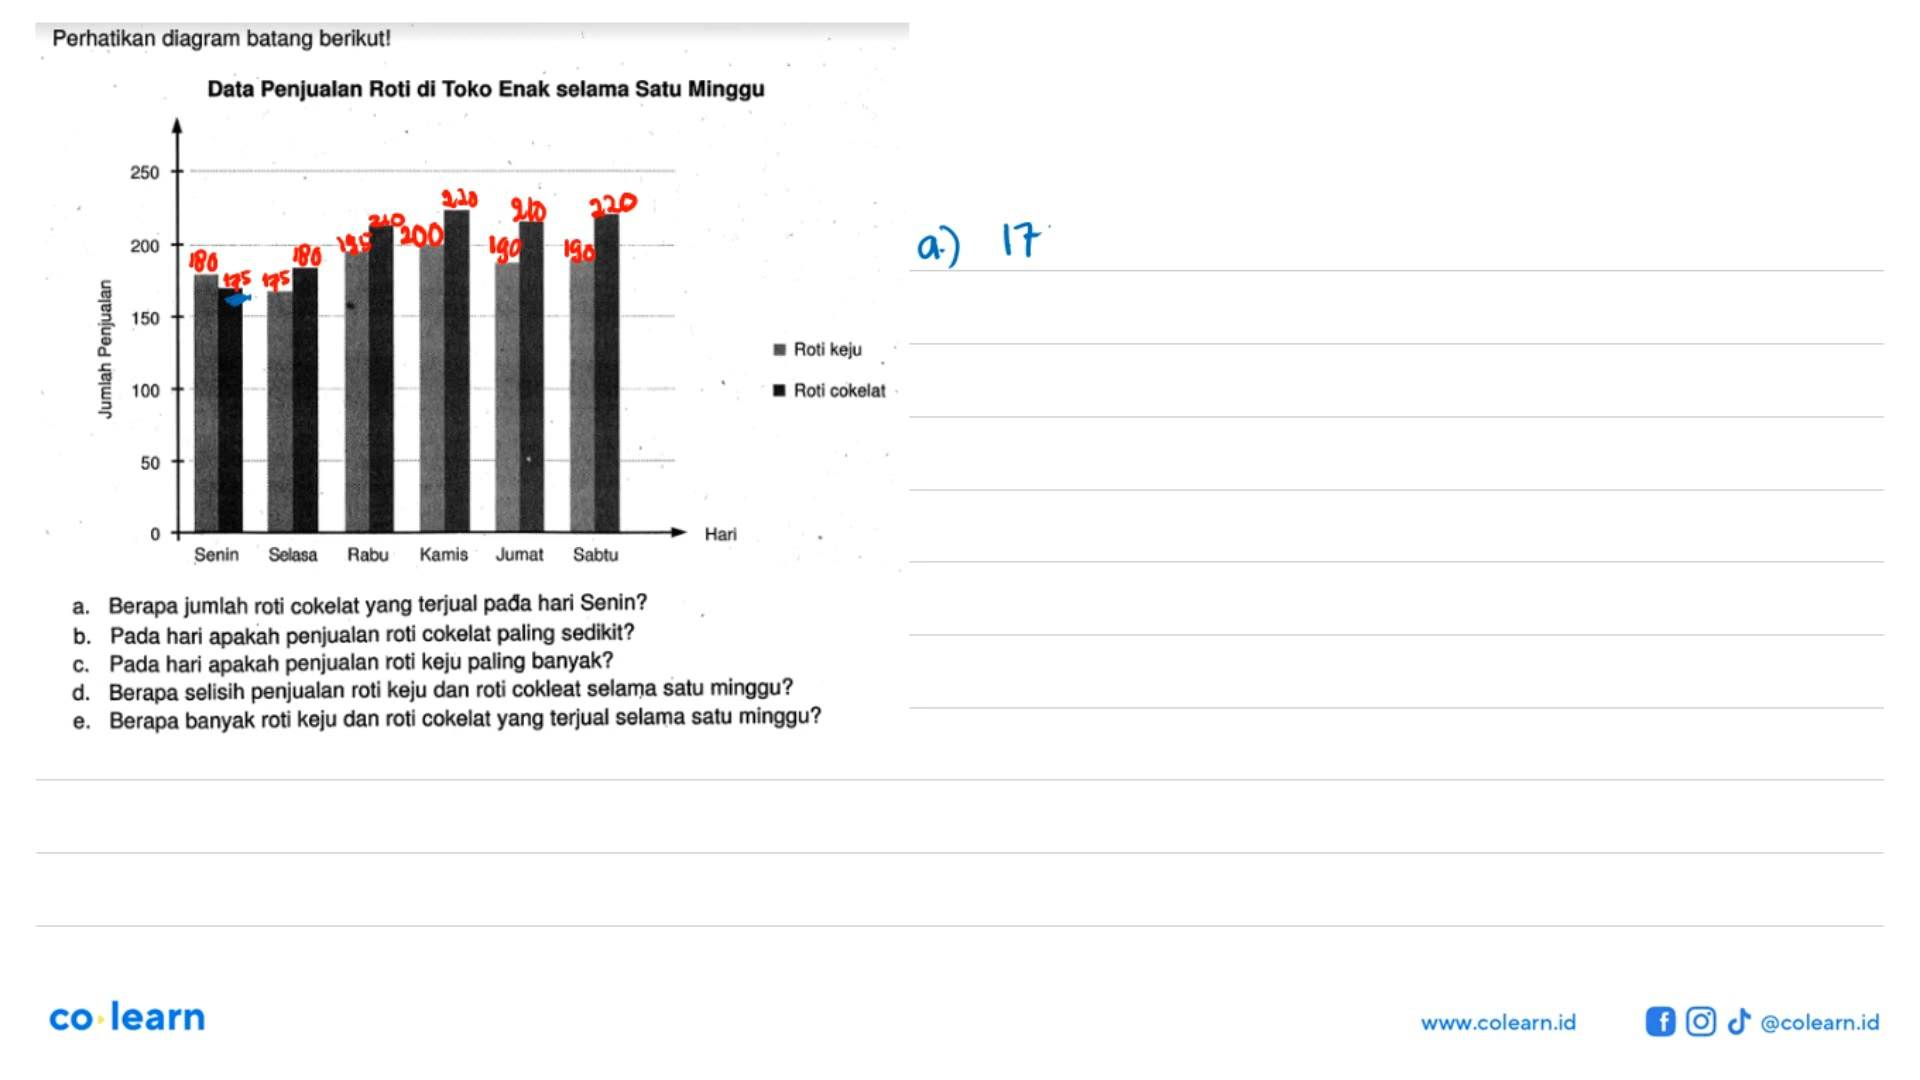 Perhatikan diagram batang berikut!
Data Penjualan Roti di Toko Enak selama Satu Minggu
Jumlah Penjualan
250
200
150
100
50
0
180 175 175 180 195 210 200 220 190 210 190 220
Senin Selasa Rabu Kamis Jumat Sabtu
Hari
Roti keju
Roti cokelat
a. Berapa jumlah roti cokelat yang terjual pada hari Senin?
b. Pada hari apakah penjualan roti cokelat paling sedikit?
c. Pada hari apakah penjualan roti keju paling banyak?
d. Berapa selisih penjualan roti keju dan roti cokleat selama satu minggu?
e. Berapa banyak roti keju dan roti cokelat yang terjual selama satu minggu?
a.) 17
co learn
www.colearn.id
@colearn.id